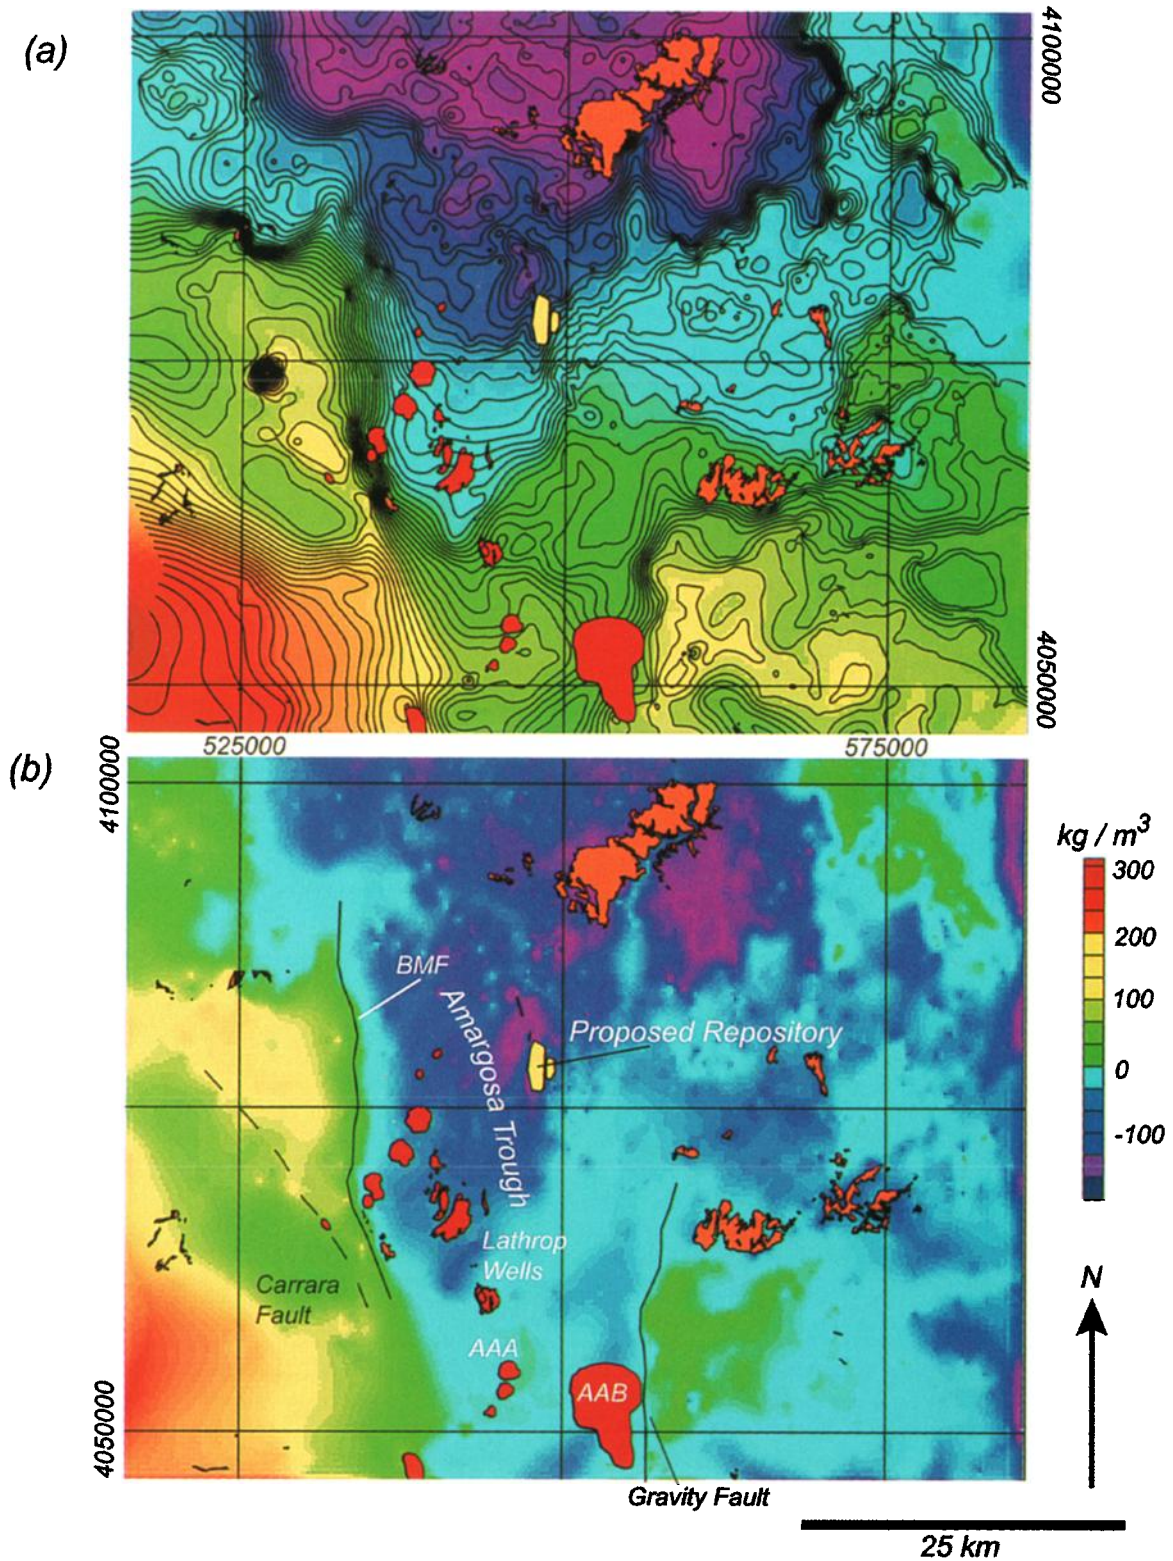 (a)
4100000
4050000
525000
575000
(b)
4100000
kg / m³
300
200
100
0
-100
BMF
Amargosa Trough
Proposed Repository
Lathrop
Wells
Carrara
Fault
AAA
AAB
N
4050000
Gravity Fault
25 km